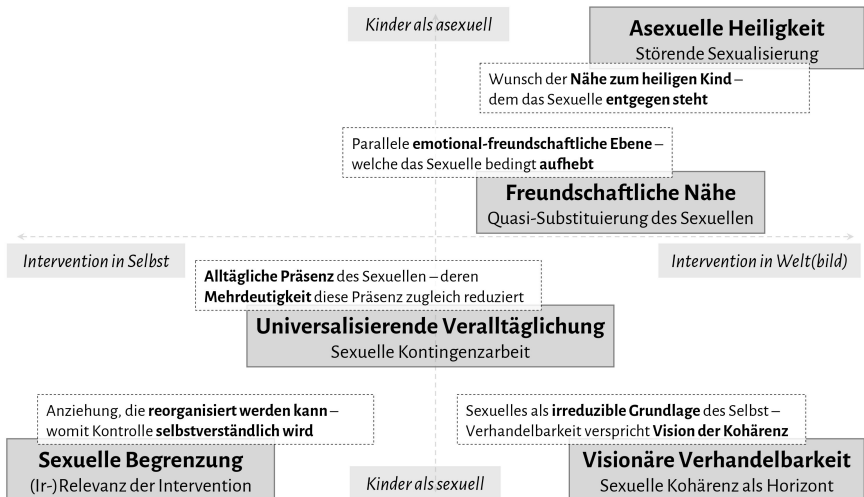 Kinder als asexuell
Asexuelle Heiligkeit
Störende Sexualisierung
Wunsch der Nähe zum heiligen Kind –
dem das Sexuelle entgegen steht
Parallele emotional-freundschaftliche Ebene –
welche das Sexuelle bedingt aufhebt
Freundschaftliche Nähe
Quasi-Substituierung des Sexuellen
Intervention in Selbst
Intervention in Welt(bild)
Alltägliche Präsenz des Sexuellen – deren
Mehrdeutigkeit diese Präsenz zugleich reduziert
Universalisierende Veralltäglichung
Sexuelle Kontingenzarbeit
Anziehung, die reorganisiert werden kann –
womit Kontrolle selbstverständlich wird
Sexuelle Begrenzung
(Ir-)Relevanz der Intervention
Sexuelles als irreduzible Grundlage des Selbst –
Verhandelbarkeit verspricht Vision der Kohärenz
Visionäre Verhandelbarkeit
Sexuelle Kohärenz als Horizont
Kinder als sexuell